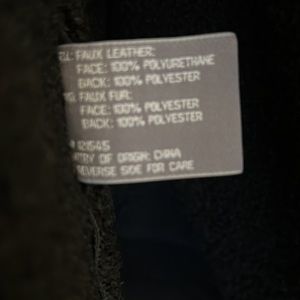 FAUX LEATHER:
FACE: 100% POLYURETHANE
BACK: 100% POLYESTER
FAUX FUR:
FACE: 100% POLYESTER
BACK: 100% POLYESTER
121545
OF ORIGIN: CHINA
REVERSE SIDE FOR CARE